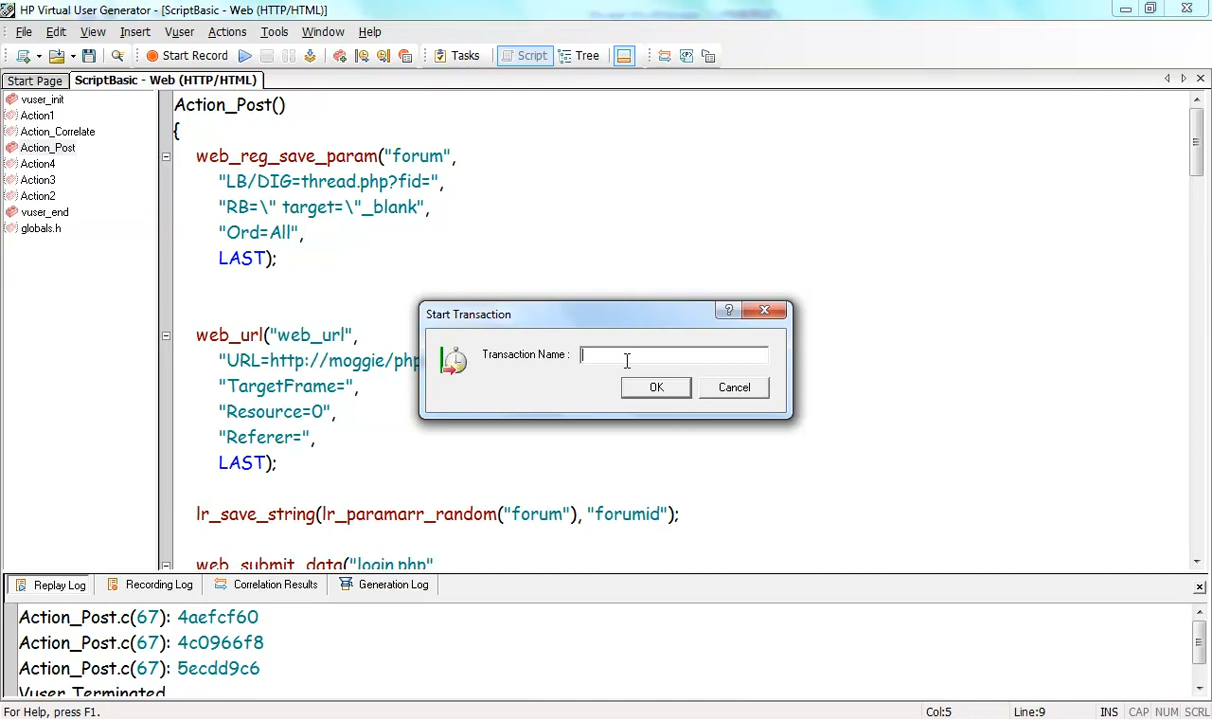 HP Virtual User Generator - [ScriptBasic - Web (HTTP/HTML)]
File Edit View Insert Vuser Actions Tools Window Help
Start Record Tasks Script Tree
Start Page ScriptBasic - Web (HTTP/HTML)
vuser_init
Action1
Action_Correlate
Action_Post
Action4
Action3
Action2
vuser_end
globals.h
Action_Post()
{
web_reg_save_param("forum",
"LB/DIG=thread.php?fid=",
"RB=\" target=\"_blank",
"Ord=All",
LAST);
web_url("web_url",
"URL=http://moggie/php
"TargetFrame=",
"Resource=0",
"Referer=",
LAST);
lr_save_string(lr_paramarr_random("forum"), "forumid");
web_submit_data("login.php"
Start Transaction
Transaction Name :
OK Cancel
Replay Log Recording Log Correlation Results Generation Log
Action_Post.c(67): 4aefcf60
Action_Post.c(67): 4c0966f8
Action_Post.c(67): 5ecdd9c6
Vuser Terminated
For Help, press F1. Col:5 Line:9 INS CAP NUM SCRL